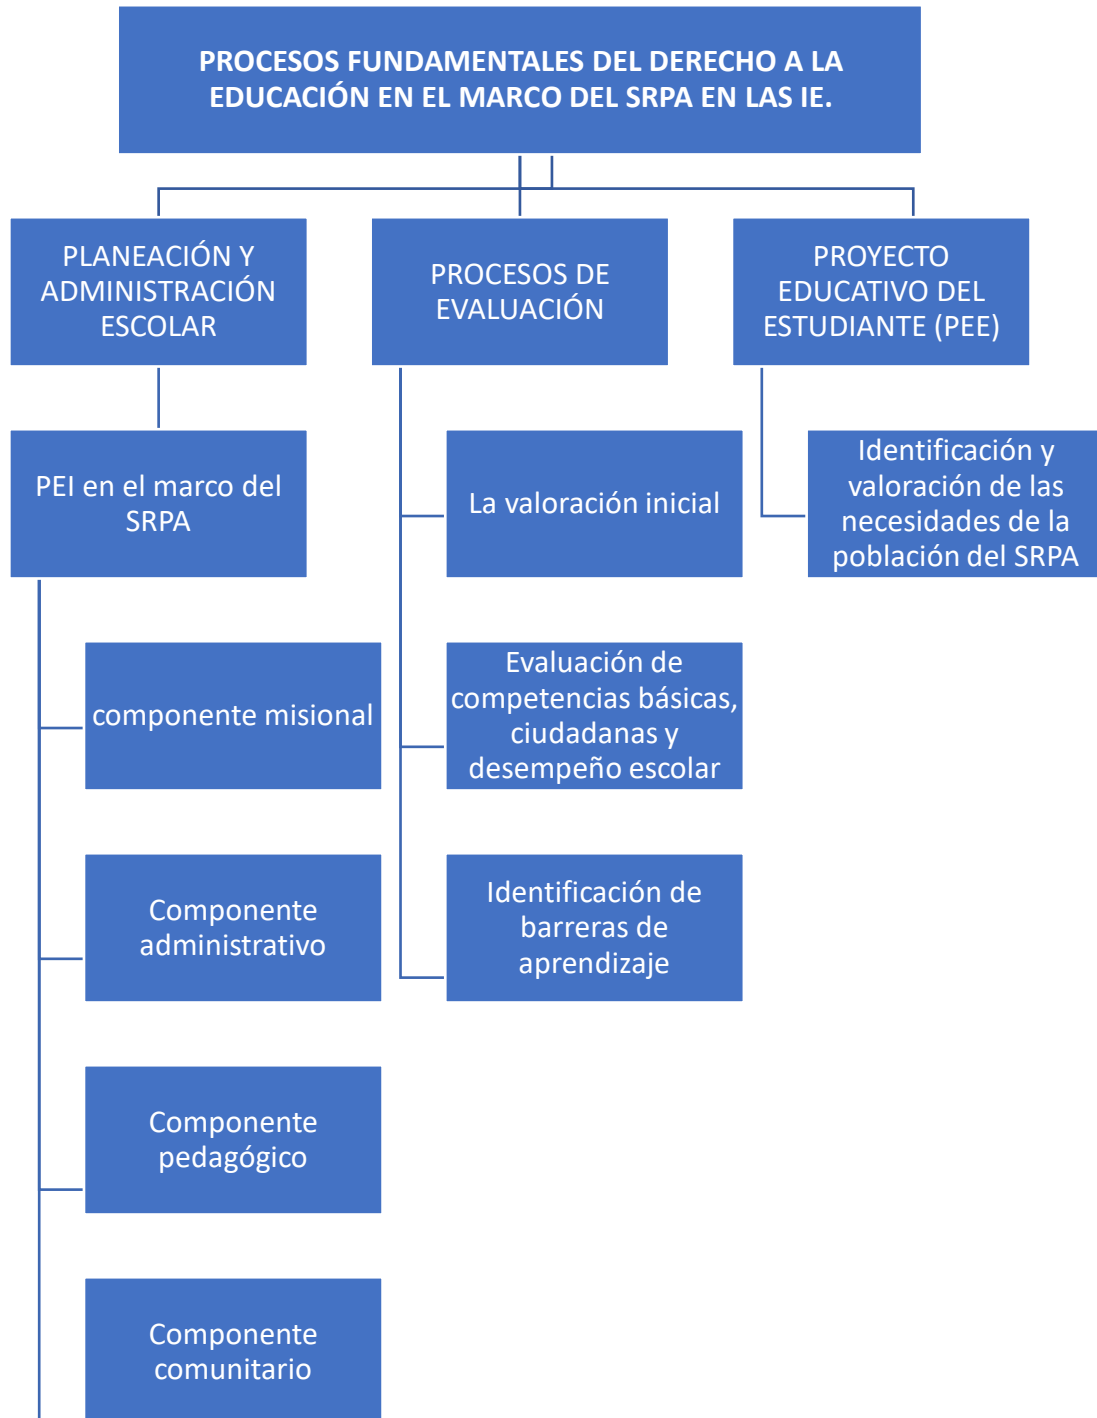 PROCESOS FUNDAMENTALES DEL DERECHO A LA
EDUCACIÓN EN EL MARCO DEL SRPA EN LAS IE.
PLANEACIÓN Y
ADMINISTRACIÓN
ESCOLAR
PROCESOS DE
EVALUACIÓN
PROYECTO
EDUCATIVO DEL
ESTUDIANTE (PEE)
PEI en el marco del
SRPA
La valoración inicial
Identificación y
valoración de las
necesidades de la
población del SRPA
componente misional
Evaluación de
competencias básicas,
ciudadanas y
desempeño escolar
Componente
administrativo
Identificación de
barreras de
aprendizaje
Componente
pedagógico
Componente
comunitario